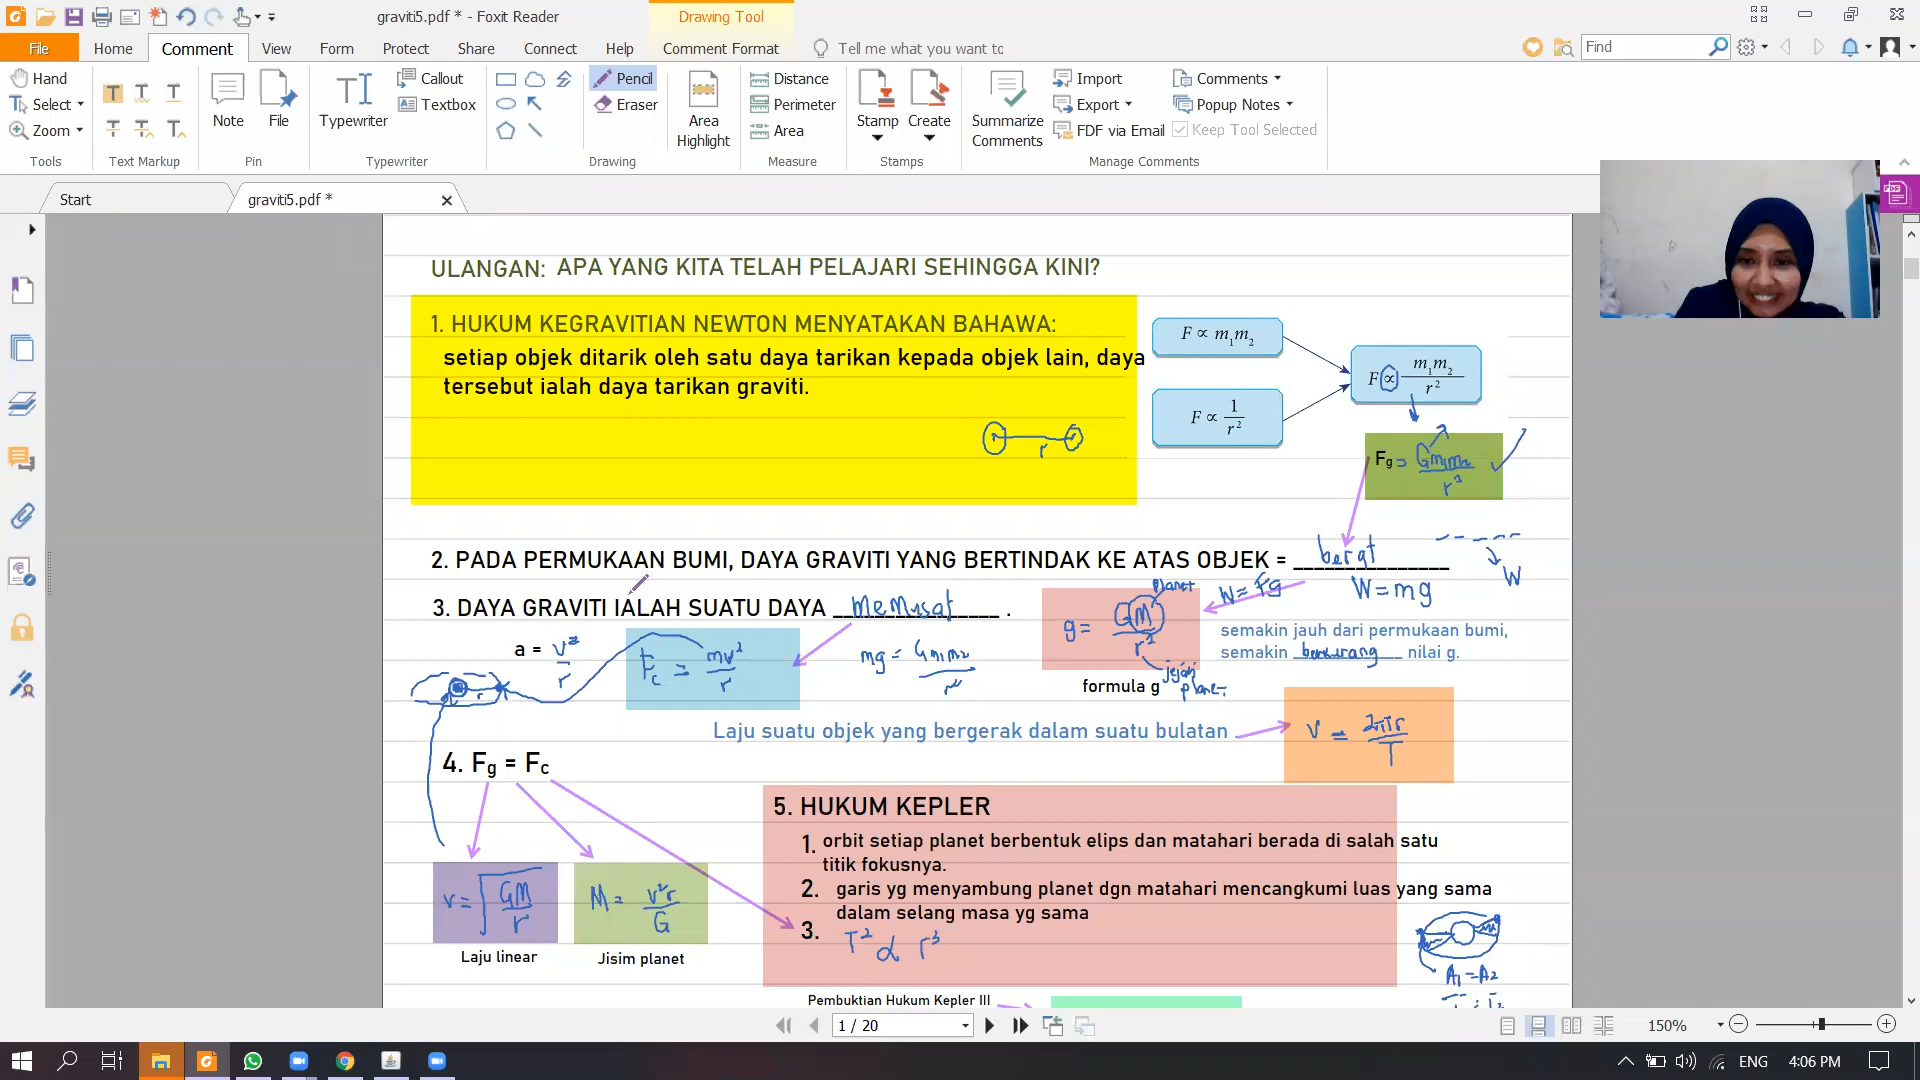 graviti5.pdf * - Foxit Reader
Drawing Tool
File
Home
Comment
View
Form
Protect
Share
Connect
Help
Comment Format
Tell me what you want to
Find
Hand
Select
Zoom
Tools
Text Markup
Note
File
Pin
Typewriter
Callout
Textbox
Typewriter
Pencil
Eraser
Area Highlight
Drawing
Distance
Perimeter
Area
Measure
Stamp
Create
Stamps
Summarize Comments
Import
Export
FDF via Email
Comments
Popup Notes
Keep Tool Selected
Manage Comments
Start
graviti5.pdf *
ULANGAN: APA YANG KITA TELAH PELAJARI SEHINGGA KINI?
1. HUKUM KEGRAVITIAN NEWTON MENYATAKAN BAHAWA:
setiap objek ditarik oleh satu daya tarikan kepada objek lain, daya
tersebut ialah daya tarikan graviti.
r
F ∝ m₁m₂
F ∝ 1/r²
F ∝ m₁m₂/r²
Fg = Gm₁m₂/r²
2. PADA PERMUKAAN BUMI, DAYA GRAVITI YANG BERTINDAK KE ATAS OBJEK = berat
W
W = mg
3. DAYA GRAVITI IALAH SUATU DAYA memusat .
planet
W = Fg
g = GM/r²
jejari planet
formula g
semakin jauh dari permukaan bumi,
semakin berkurang nilai g.
a = v²/r
r
Fc = mv²/r
mg = Gm₁m₂/r²
Laju suatu objek yang bergerak dalam suatu bulatan
v = 2πr/T
4. Fg = Fc
v = √GM/r
Laju linear
M = v²r/G
Jisim planet
5. HUKUM KEPLER
1. orbit setiap planet berbentuk elips dan matahari berada di salah satu
titik fokusnya.
2. garis yg menyambung planet dgn matahari mencangkumi luas yang sama
dalam selang masa yg sama
3. T² ∝ r³
A₁ = A₂
Pembuktian Hukum Kepler III
1 / 20
150%
ENG
4:06 PM